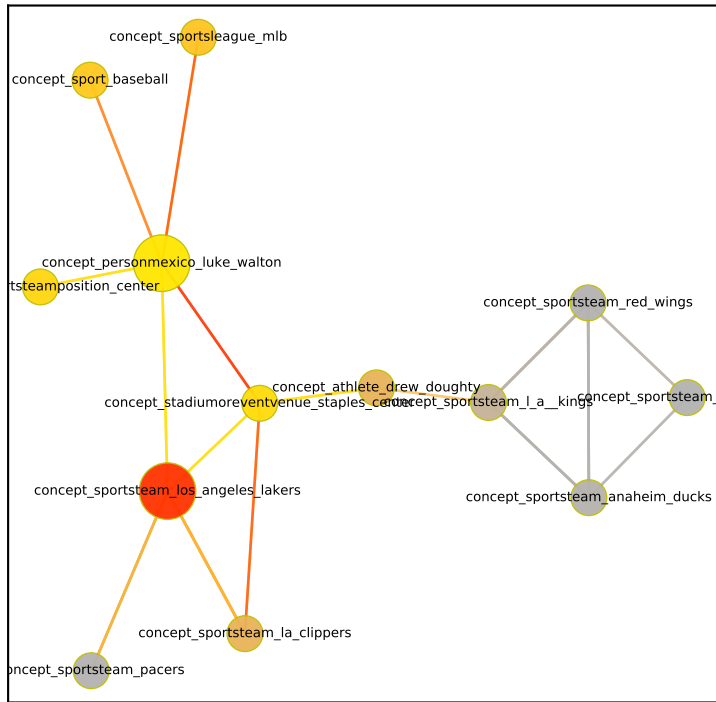 concept_sportsleague_mlb
concept_sport_baseball
concept_personmexico_luke_walton
rtsteamposition_center
concept_sportsteam_red_wings
concept_athlete_drew_doughty
concept_stadiumoreventvenue_staples_center
concept_sportsteam_l_a__kings
concept_sportsteam_
concept_sportsteam_los_angeles_lakers
concept_sportsteam_anaheim_ducks
concept_sportsteam_la_clippers
concept_sportsteam_pacers